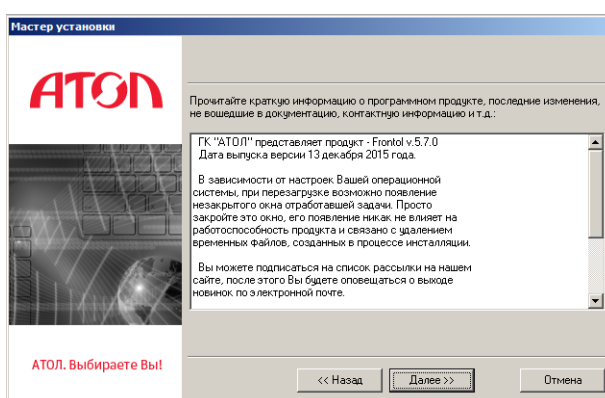 Мастер установки
АТОЛ
Прочитайте краткую информацию о программном продукте, последние изменения,
не вошедшие в документацию, контактную информацию и т.д.:
ГК "АТОЛ" представляет продукт - Frontol v.5.7.0
Дата выпуска версии 13 декабря 2015 года.
В зависимости от настроек Вашей операционной
системы, при перезагрузке возможно появление
незакрытого окна отработавшей задачи. Просто
закройте это окно, его появление никак не влияет на
работоспособность продукта и связано с удалением
временных файлов, созданных в процессе инсталляции.
Вы можете подписаться на список рассылки на нашем
сайте, после этого Вы будете оповещаться о выходе
новинок по электронной почте.
АТОЛ. Выбираете Вы!
<< Назад
Далее >>
Отмена